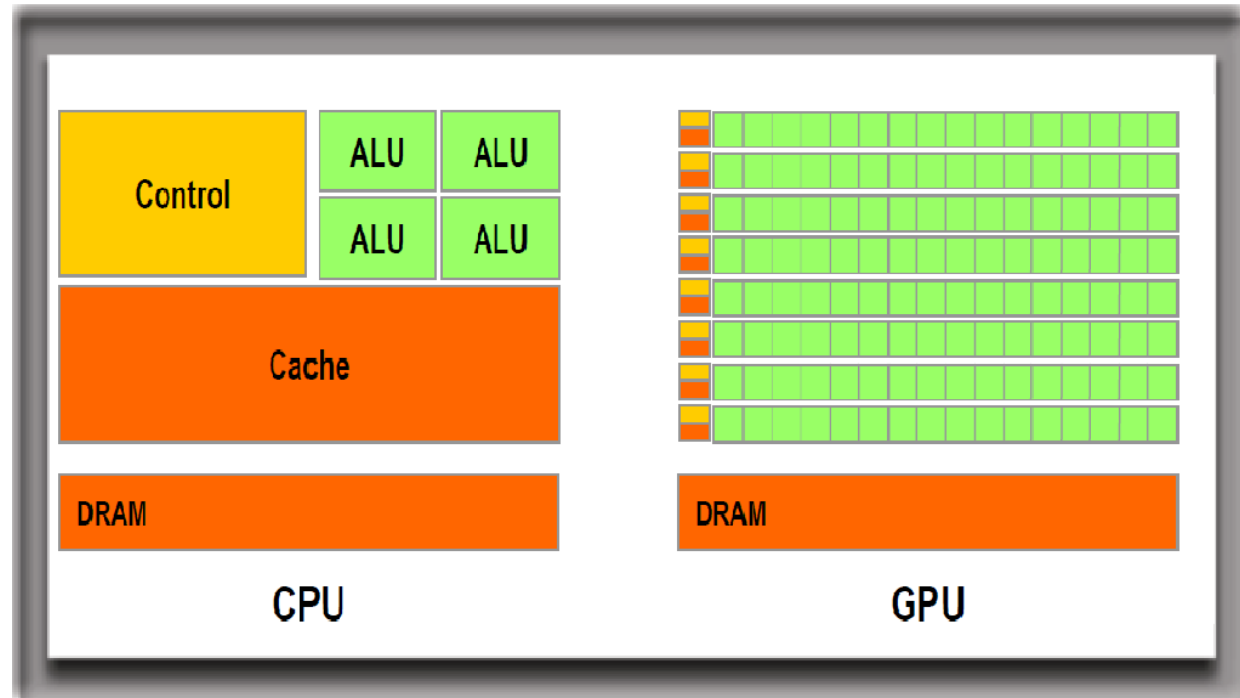 Control
ALU ALU
ALU ALU
Cache
DRAM
CPU
DRAM
GPU